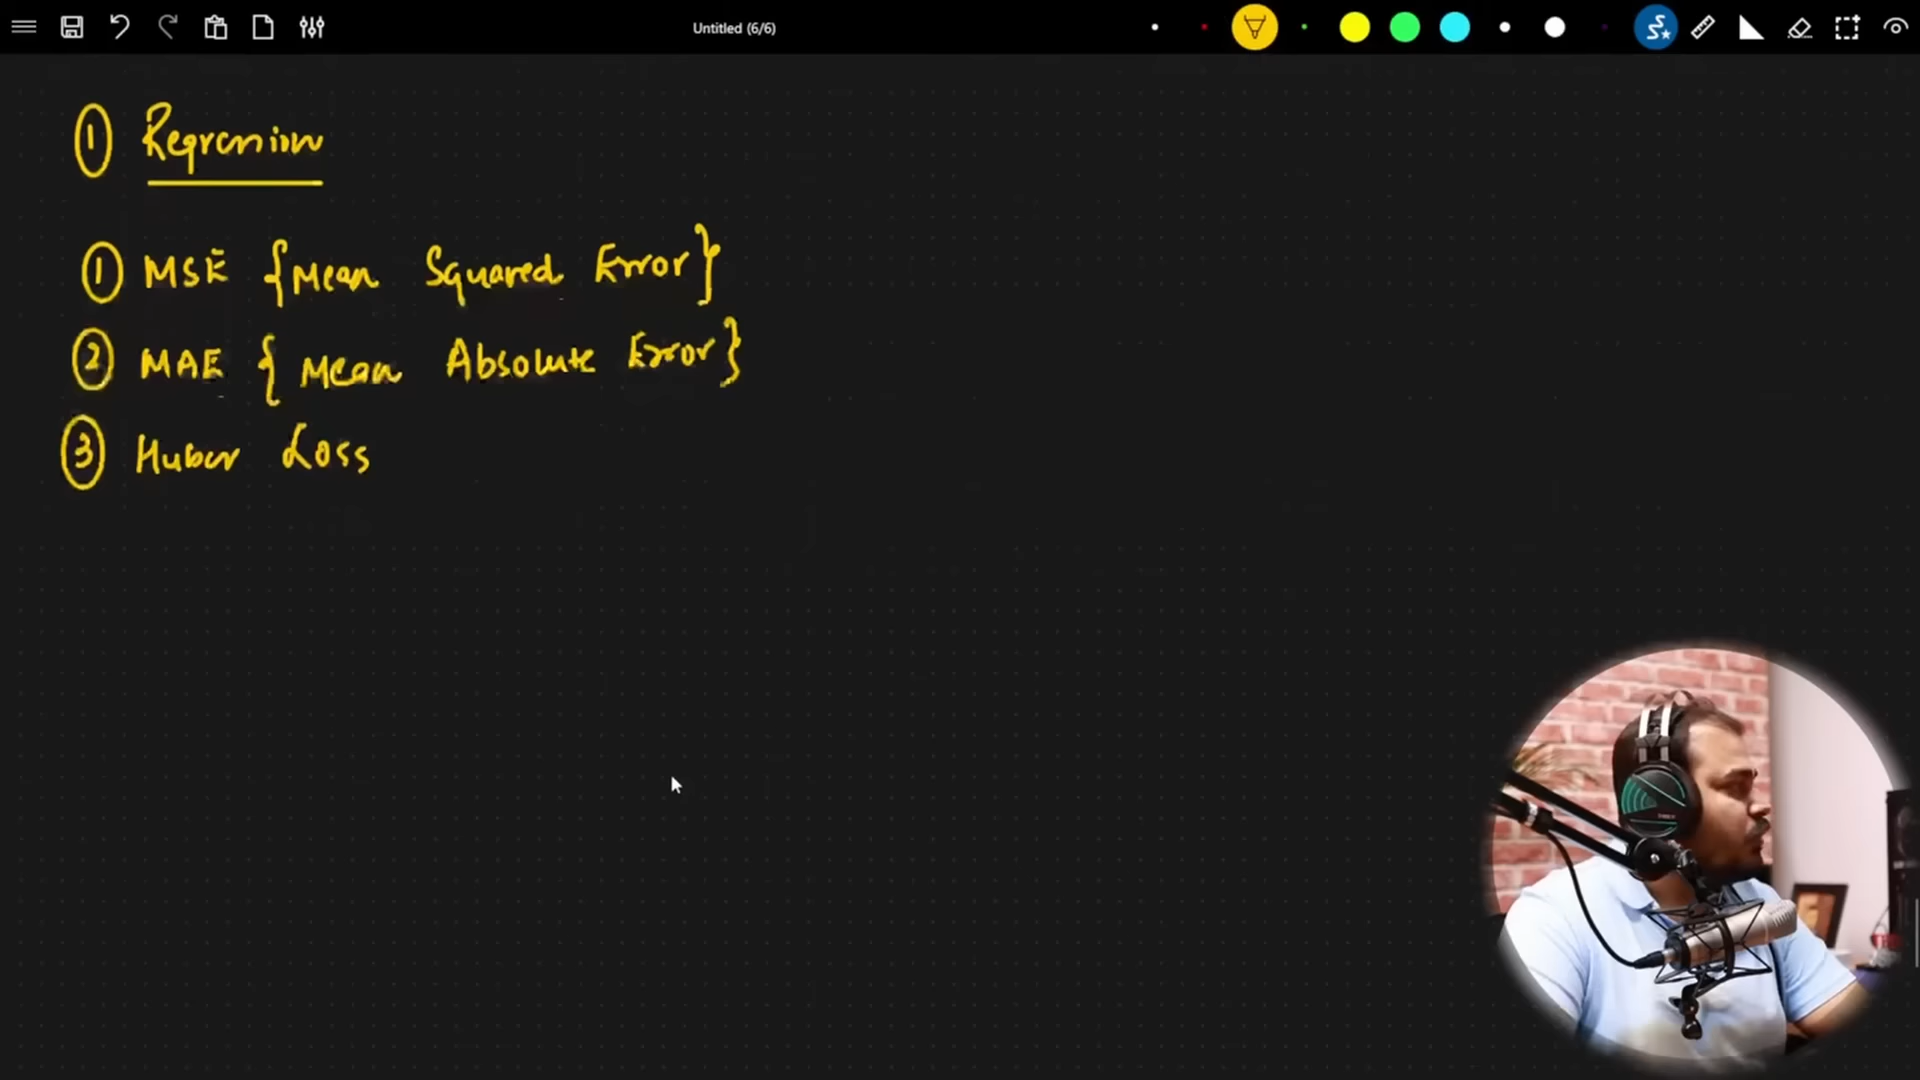 Untitled (6/6)
① Regression
① MSE {Mean Squared Error}
② MAE {Mean Absolute Error}
③ Huber Loss